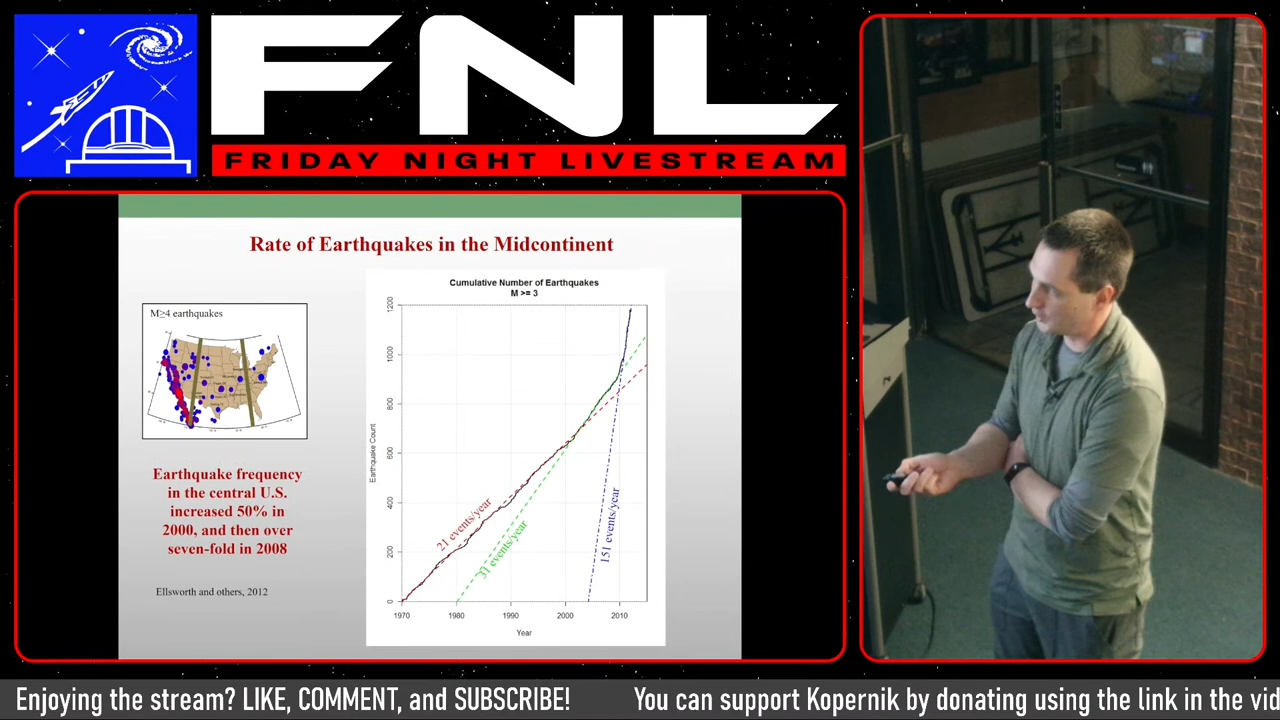 FNL
FRIDAY NIGHT LIVESTREAM
Rate of Earthquakes in the Midcontinent
M≥4 earthquakes
Earthquake frequency
in the central U.S.
increased 50% in
2000, and then over
seven-fold in 2008
Ellsworth and others, 2012
Cumulative Number of Earthquakes
M >= 3
Earthquake Count
1200
1000
800
600
400
200
0
21 events/year
31 events/year
151 events/year
1970
1980
1990
2000
2010
Year
Enjoying the stream? LIKE, COMMENT, and SUBSCRIBE!
You can support Kopernik by donating using the link in the vid